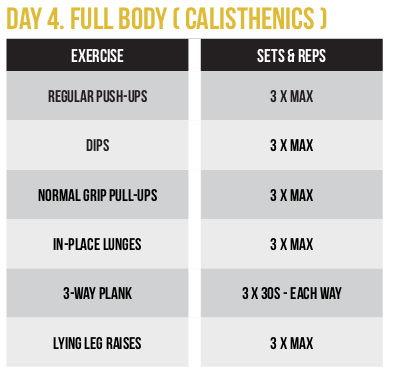 DAY 4. FULL BODY ( CALISTHENICS )
EXERCISE SETS & REPS
REGULAR PUSH-UPS 3 X MAX
DIPS 3 X MAX
NORMAL GRIP PULL-UPS 3 X MAX
IN-PLACE LUNGES 3 X MAX
3-WAY PLANK 3 X 30S - EACH WAY
LYING LEG RAISES 3 X MAX